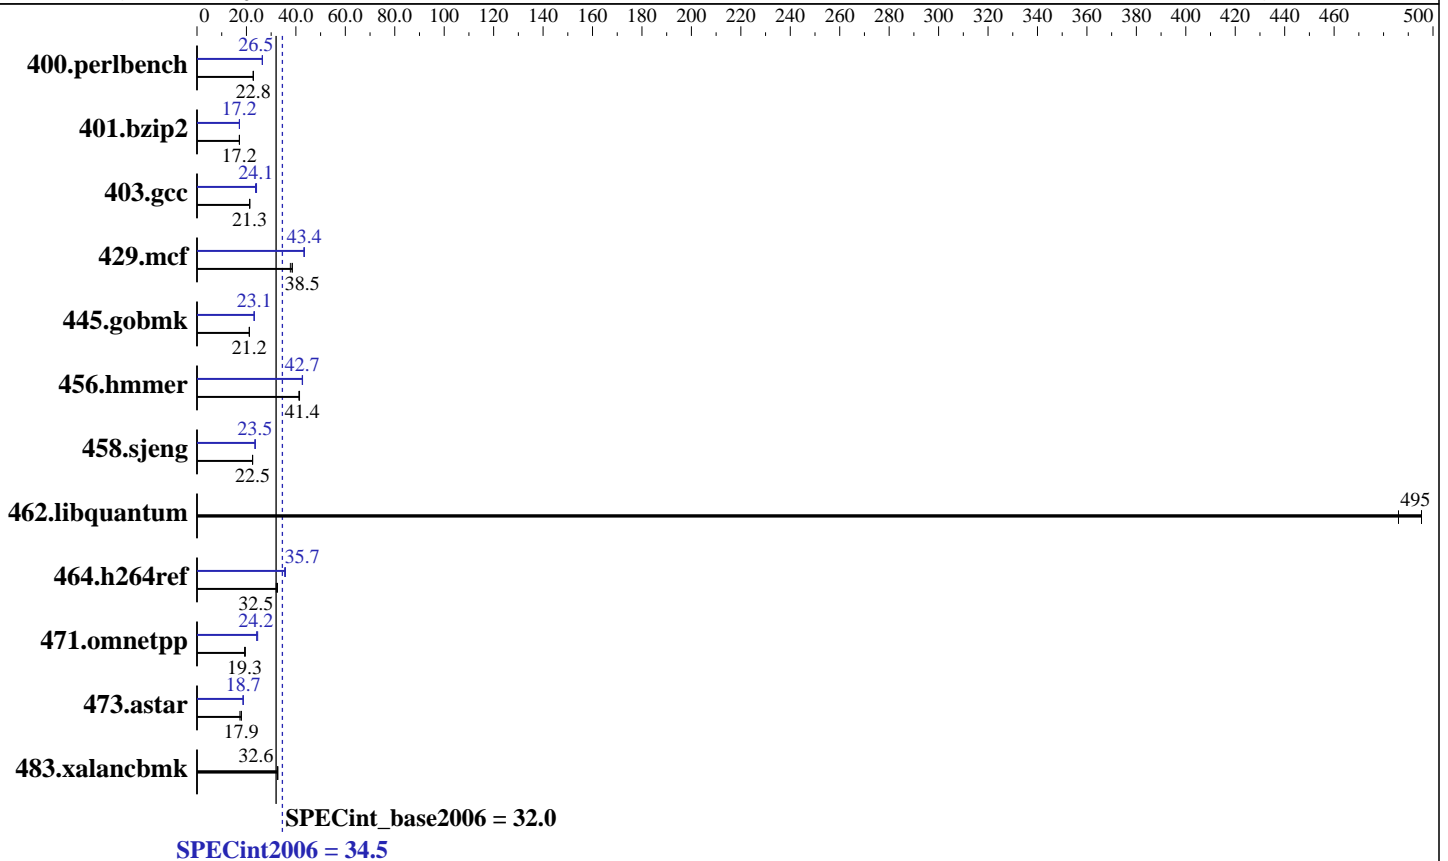 0 20.0 40.0 60.0 80.0 100 120 140 160 180 200 220 240 260 280 300 320 340 360 380 400 420 440 460 500
26.5
400.perlbench
22.8
17.2
401.bzip2
17.2
24.1
403.gcc
21.3
43.4
429.mcf
38.5
23.1
445.gobmk
21.2
42.7
456.hmmer
41.4
23.5
458.sjeng
22.5
495
462.libquantum
35.7
464.h264ref
32.5
24.2
471.omnetpp
19.3
18.7
473.astar
17.9
32.6
483.xalancbmk
SPECint_base2006 = 32.0
SPECint2006 = 34.5